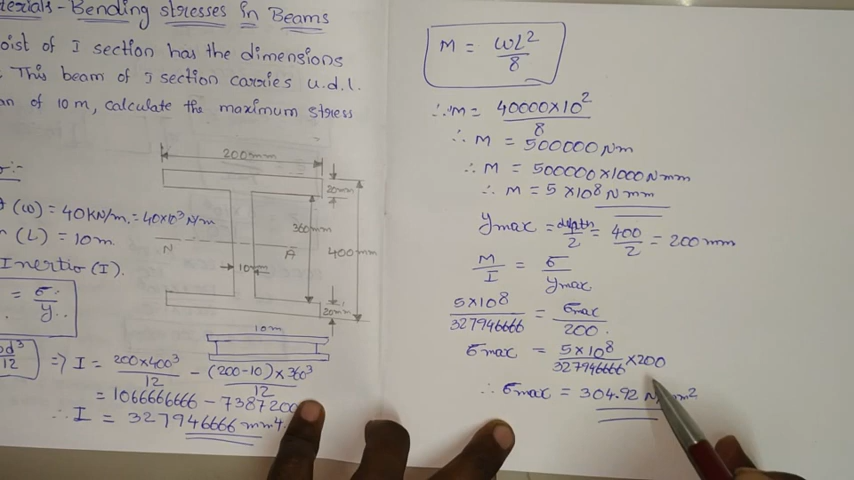 terials - Bending stresses in Beams
oist of I section has the dimensions
. This beam of I section carries u.d.l.
an of 10 m, calculate the maximum stress
200mm
20mm
360mm
400mm
N
A
10
20mm
(ω) = 40KN/m. = 40×10³ N/m
(L) = 10m
Inertia (I).
= σ/y.
10m
bd³/12 ⇒ I = 200×400³/12 - (200-10)×360³/12
= 1066666666 - 7387200
∴ I = 327946666 mm4.
M = ωL²/8
∴ M = 40000×10²/8
∴ M = 500000 Nm
∴ M = 500000×1000 Nmm
∴ M = 5×10⁸ N mm
Ymax = depth/2 = 400/2 = 200mm
M/I = σ/Ymax
5×10⁸/327946666 = σmax/200.
σmax = 5×10⁸/327946666 ×200
∴ σmax = 304.92 N mm²